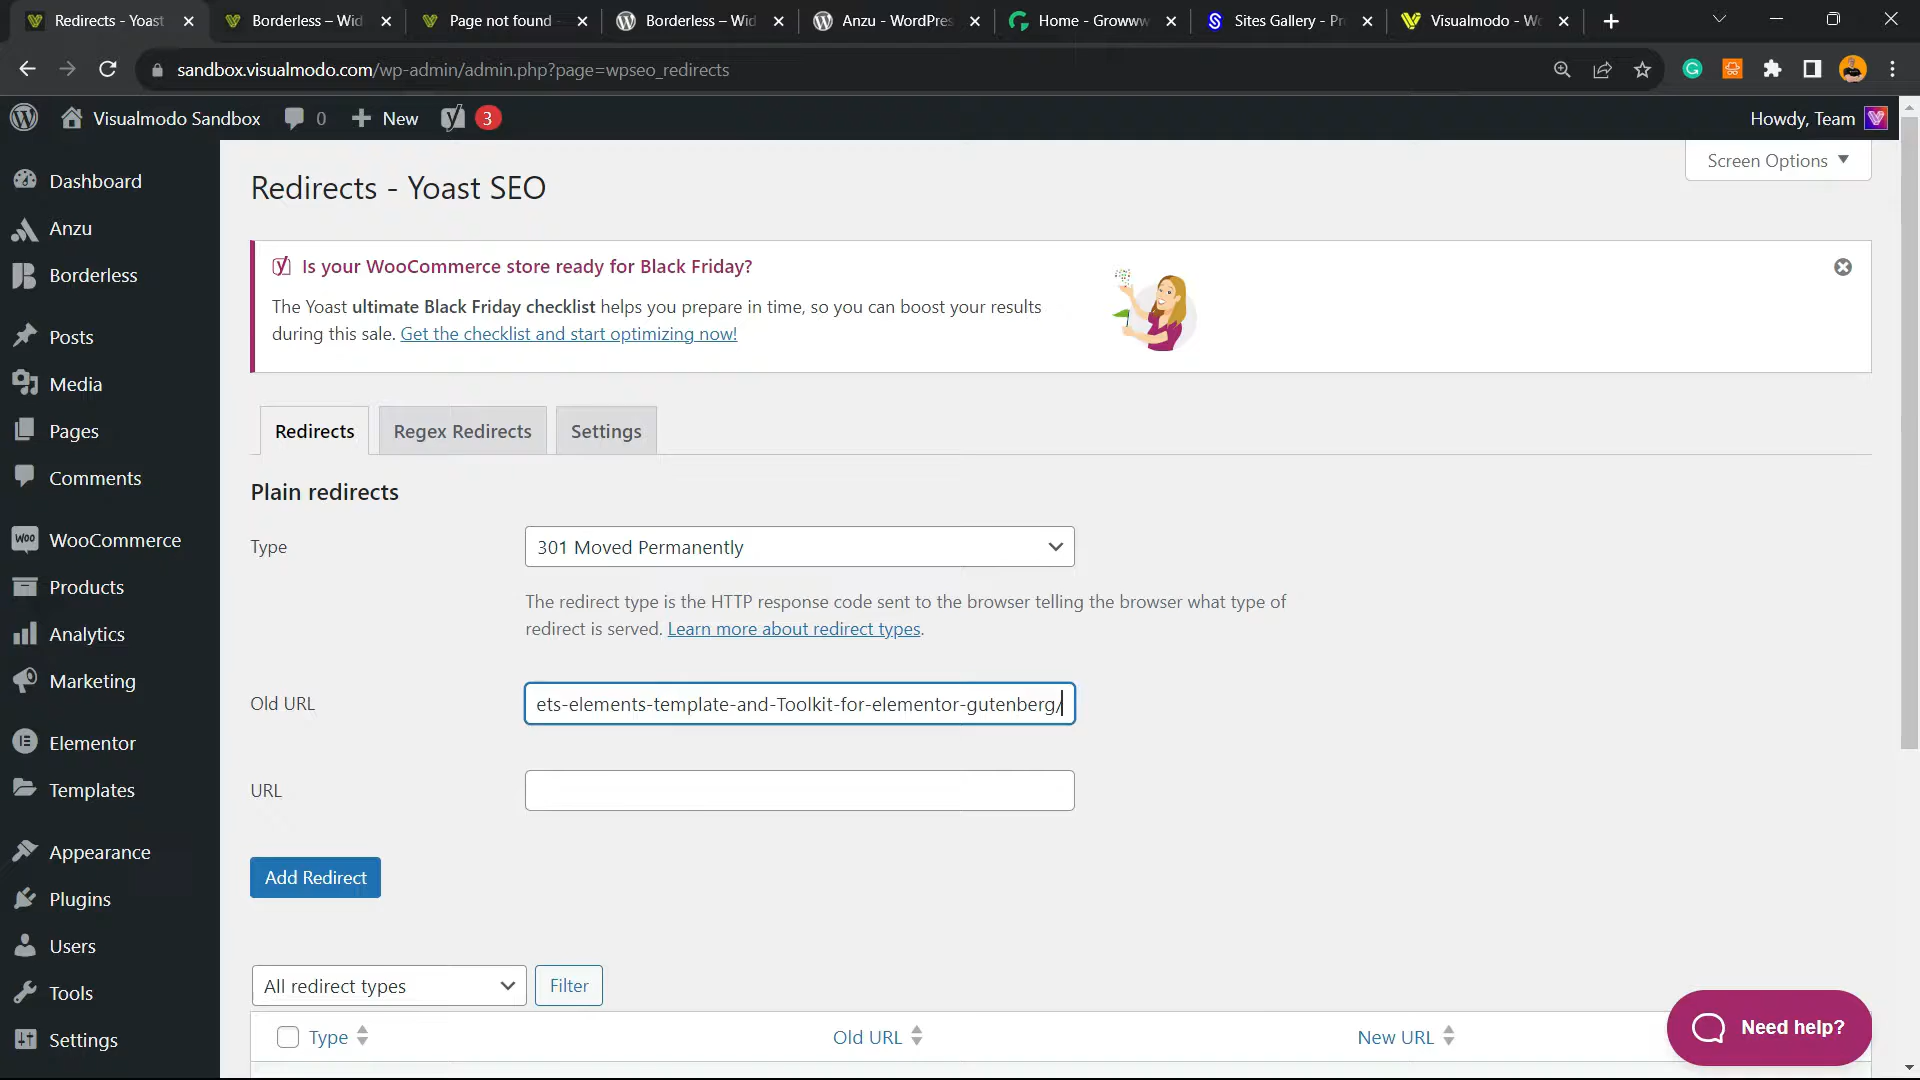 Redirects - Yoast
Borderless – Wid
Page not found -
Borderless – Wid
Anzu - WordPres
Home - Growww
Sites Gallery - Pr
Visualmodo - Wo
sandbox.visualmodo.com/wp-admin/admin.php?page=wpseo_redirects
Visualmodo Sandbox
0
New
3
Howdy, Team
Screen Options
Dashboard
Anzu
Borderless
Posts
Media
Pages
Comments
WooCommerce
Products
Analytics
Marketing
Elementor
Templates
Appearance
Plugins
Users
Tools
Settings
Redirects - Yoast SEO
Is your WooCommerce store ready for Black Friday?
The Yoast ultimate Black Friday checklist helps you prepare in time, so you can boost your results
during this sale. Get the checklist and start optimizing now!
Redirects
Regex Redirects
Settings
Plain redirects
Type
301 Moved Permanently
The redirect type is the HTTP response code sent to the browser telling the browser what type of
redirect is served. Learn more about redirect types.
Old URL
ets-elements-template-and-Toolkit-for-elementor-gutenberg/
URL
Add Redirect
All redirect types
Filter
Type
Old URL
New URL
Need help?